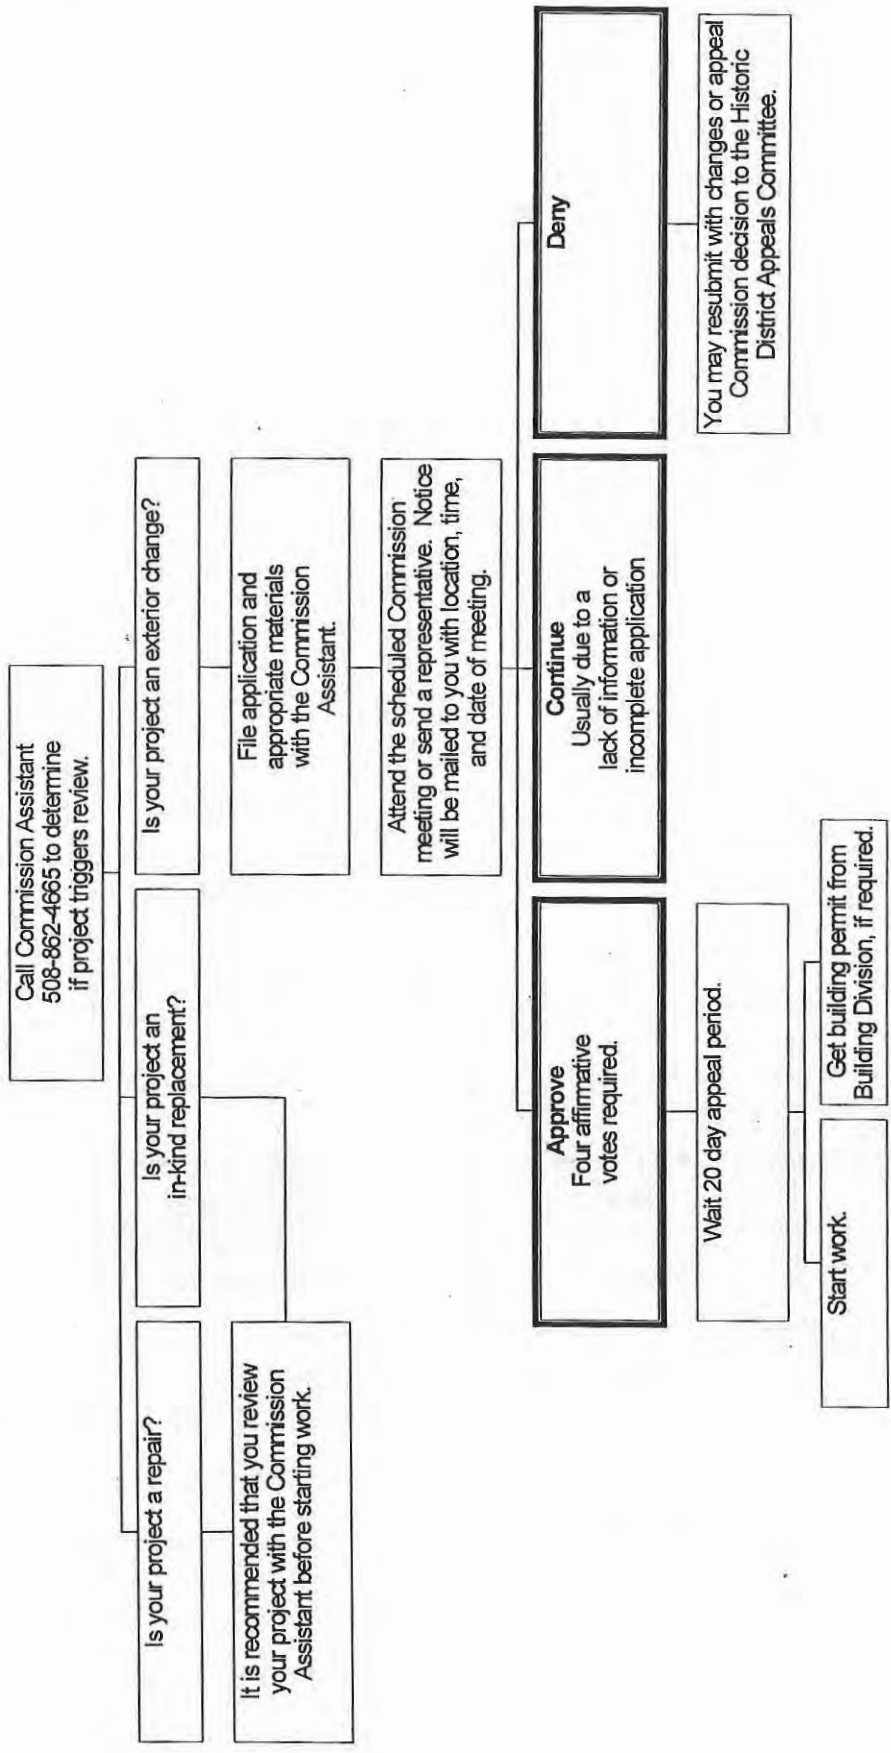 Call Commission Assistant
508-862-4665 to determine
if project triggers review.
Is your project a repair?
Is your project an
in-kind replacement?
Is your project an exterior change?
It is recommended that you review
your project with the Commission
Assistant before starting work.
File application and
appropriate materials
with the Commission
Assistant.
Attend the scheduled Commission
meeting or send a representative. Notice
will be mailed to you with location, time,
and date of meeting.
Approve
Four affirmative
votes required.
Continue
Usually due to a
lack of information or
incomplete application
Deny
Wait 20 day appeal period.
You may resubmit with changes or appeal
Commission decision to the Historic
District Appeals Committee.
Start work.
Get building permit from
Building Division, if required.